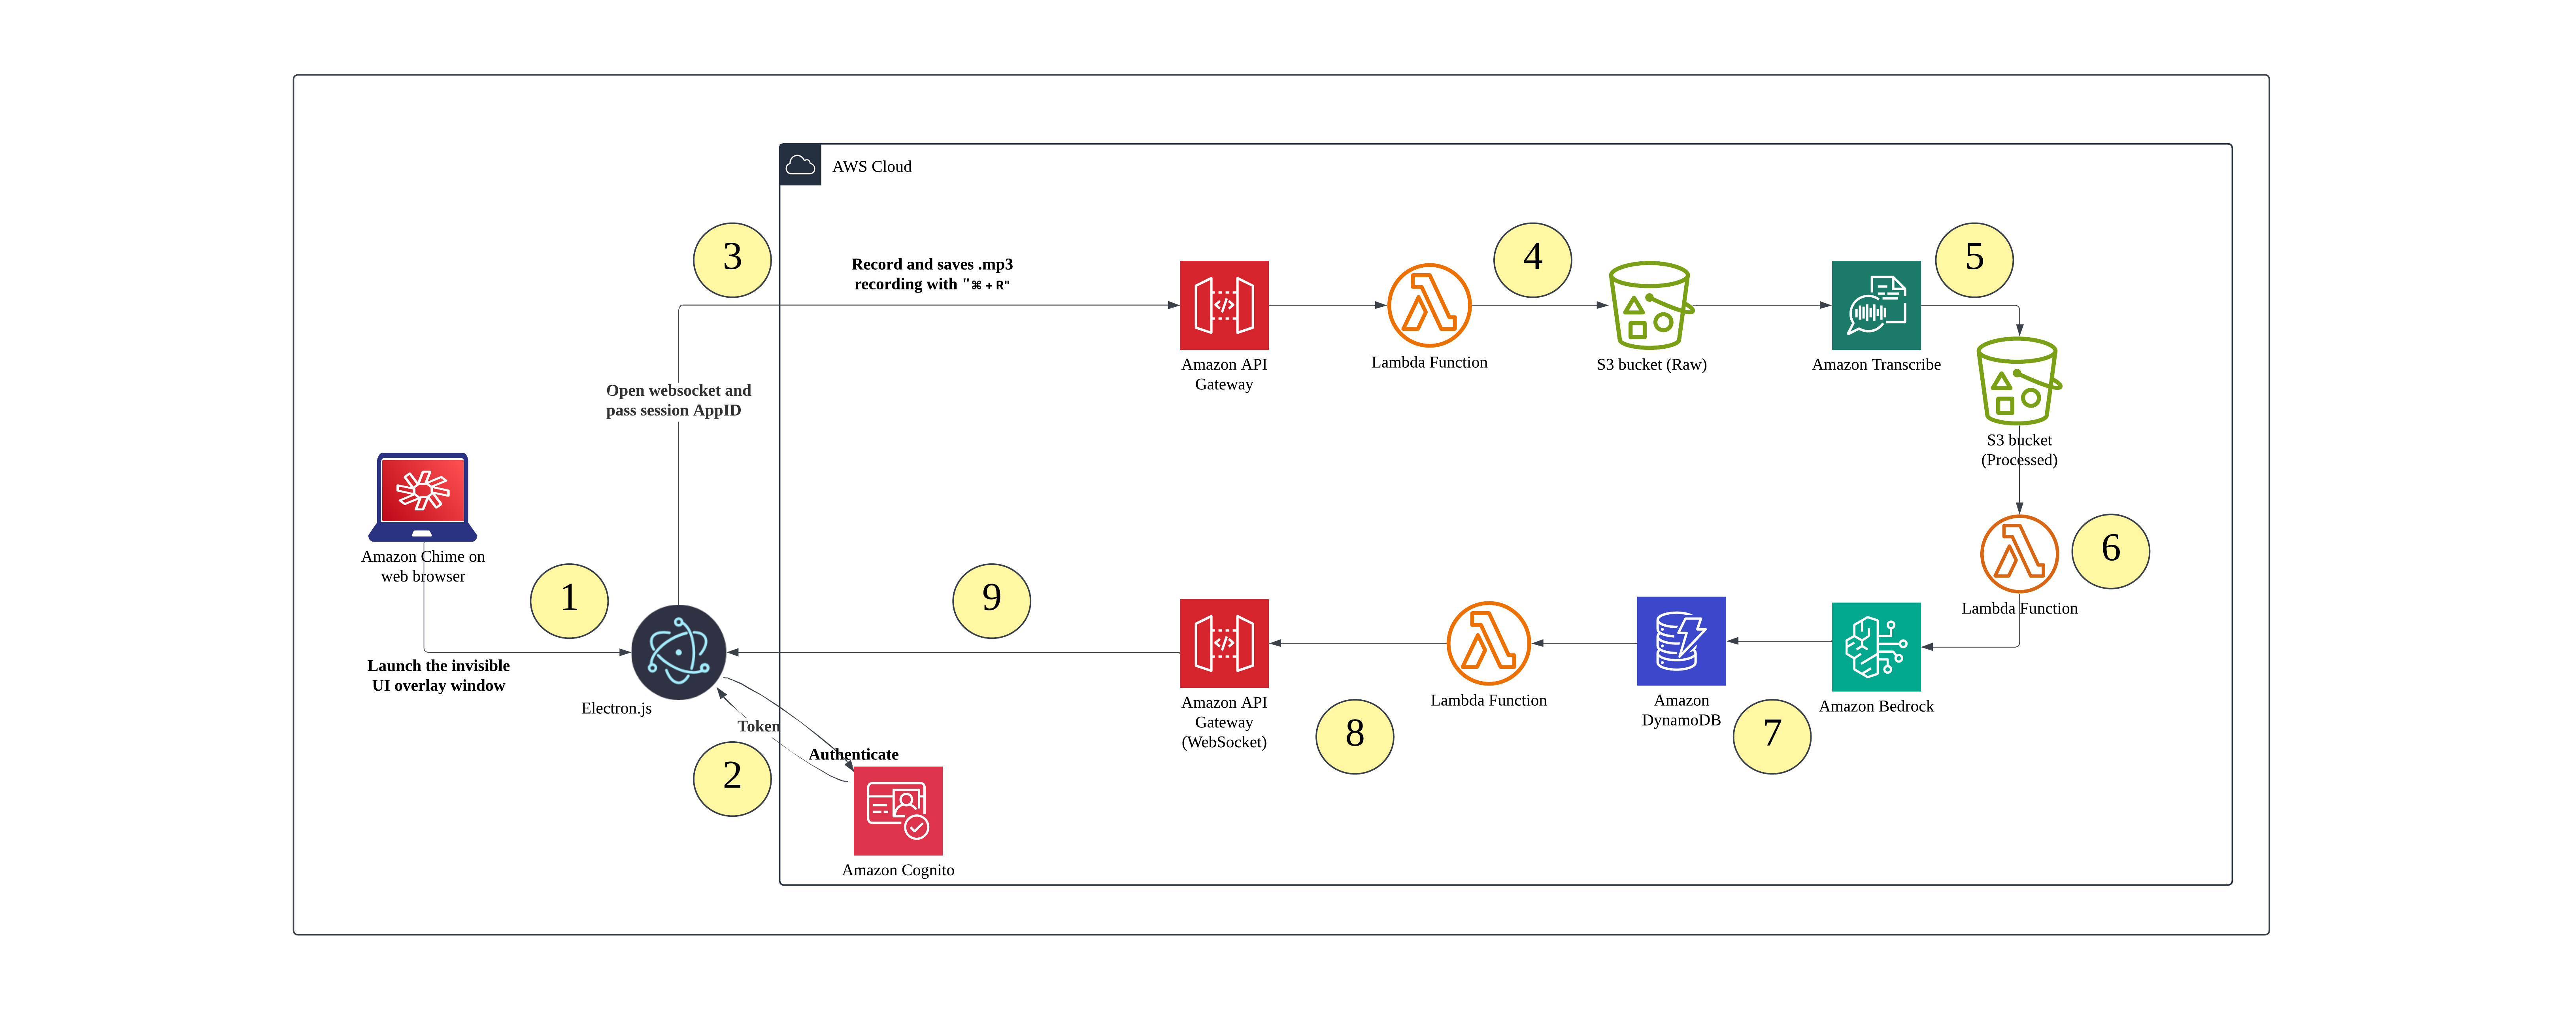 AWS Cloud
3
4
5
Record and saves .mp3
recording with "⌘ + R"
Amazon API
Gateway
Lambda Function
S3 bucket (Raw)
Amazon Transcribe
Open websocket and
pass session AppID
S3 bucket
(Processed)
Amazon Chime on
web browser
1
9
6
Lambda Function
Launch the invisible
UI overlay window
Electron.js
Token
Authenticate
2
Amazon Cognito
Amazon API
Gateway
(WebSocket)
8
Lambda Function
Amazon
DynamoDB
7
Amazon Bedrock